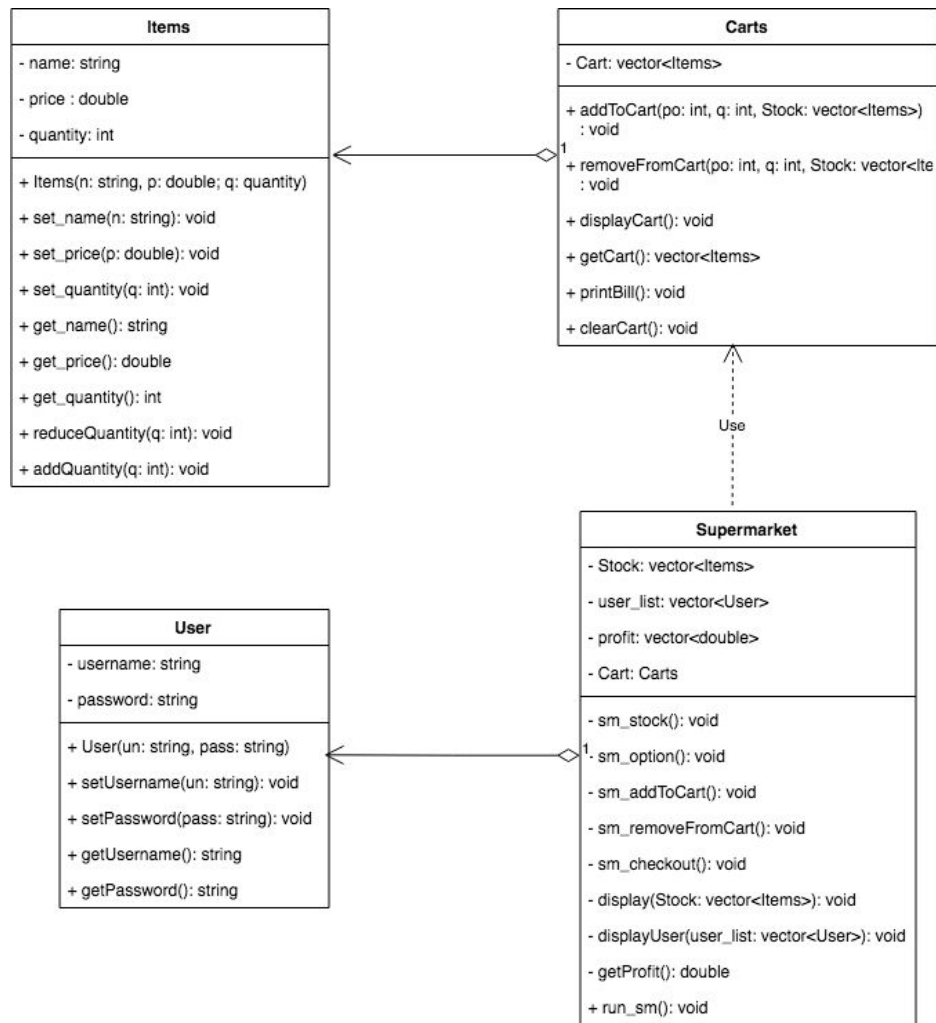 Items
- name: string
- price : double
- quantity: int
+ Items(n: string, p: double; q: quantity)
+ set_name(n: string): void
+ set_price(p: double): void
+ set_quantity(q: int): void
+ get_name(): string
+ get_price(): double
+ get_quantity(): int
+ reduceQuantity(q: int): void
+ addQuantity(q: int): void
Carts
- Cart: vector<Items>
+ addToCart(po: int, q: int, Stock: vector<Items>)
: void
1
+ removeFromCart(po: int, q: int, Stock: vector<Ite
: void
+ displayCart(): void
+ getCart(): vector<Items>
+ printBill(): void
+ clearCart(): void
Use
User
- username: string
- password: string
+ User(un: string, pass: string)
+ setUsername(un: string): void
+ setPassword(pass: string): void
+ getUsername(): string
+ getPassword(): string
Supermarket
- Stock: vector<Items>
- user_list: vector<User>
- profit: vector<double>
- Cart: Carts
- sm_stock(): void
1
- sm_option(): void
- sm_addToCart(): void
- sm_removeFromCart(): void
- sm_checkout(): void
- display(Stock: vector<Items>): void
- displayUser(user_list: vector<User>): void
- getProfit(): double
+ run_sm(): void